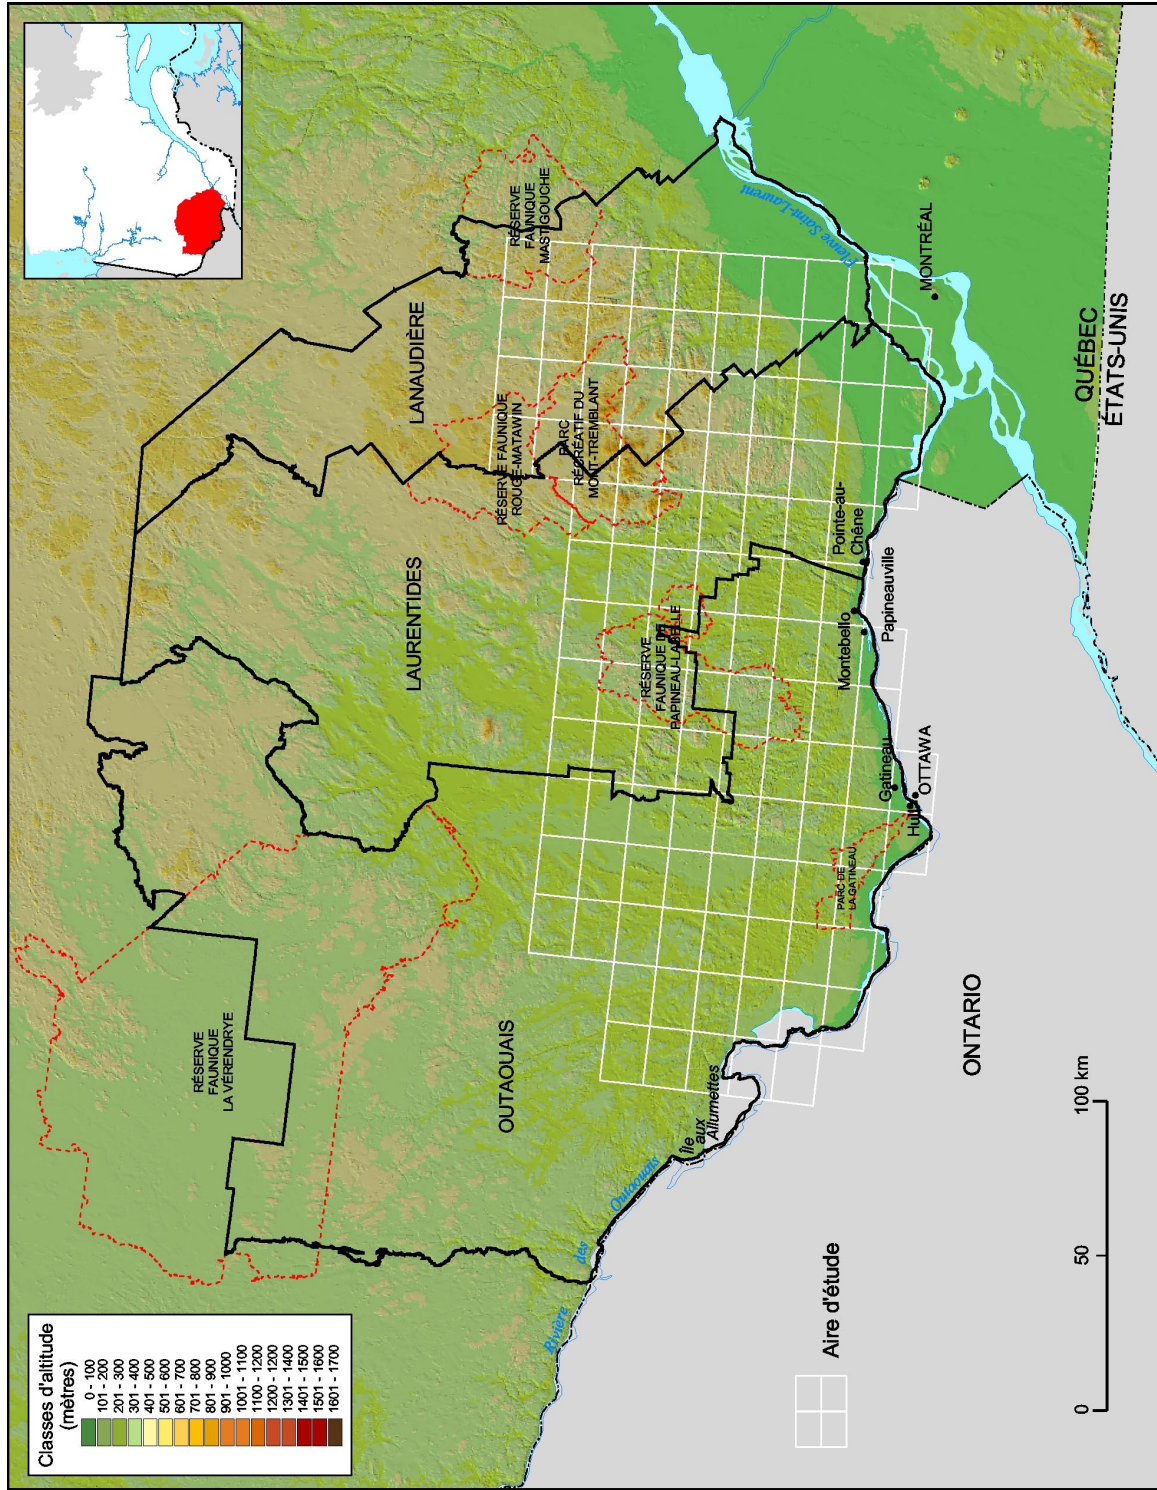 Classes d'altitude
(mètres)
0 - 100
101 - 200
201 - 300
301 - 400
401 - 500
501 - 600
601 - 700
701 - 800
801 - 900
901 - 1000
1001 - 1100
1100 - 1200
1200 - 1200
1301 - 1400
1401 - 1500
1501 - 1600
1601 - 1700
RÉSERVE
FAUNIQUE
LA VÉRENDRYE
LANAUDIÈRE
LAURENTIDES
OUTAOUAIS
RÉSERVE
FAUNIQUE
MASTIGOUCHE
RÉSERVE FAUNIQUE
ROUGE-MATAWIN
PARC
RÉCRÉATIF DU
MONT-TREMBLANT
RÉSERVE
FAUNIQUE DE
PAPINEAU-LABELLE
PARC DE
LA GATINEAU
Fleuve Saint-Laurent
MONTRÉAL
Pointe-au-
Chêne
Montebello
Papineauville
Gatineau
Hull
OTTAWA
Île
aux
Allumettes
Rivière
des
Outaouais
QUÉBEC
ÉTATS-UNIS
ONTARIO
Aire d'étude
0
50
100 km